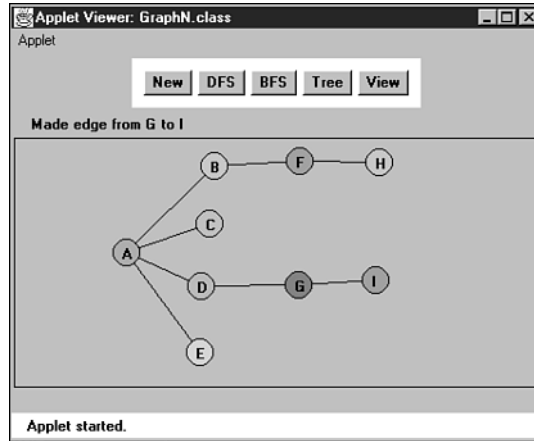 Applet Viewer: GraphN.class
Applet
New DFS BFS Tree View
Made edge from G to I
B F H
C
A
D G I
E
Applet started.